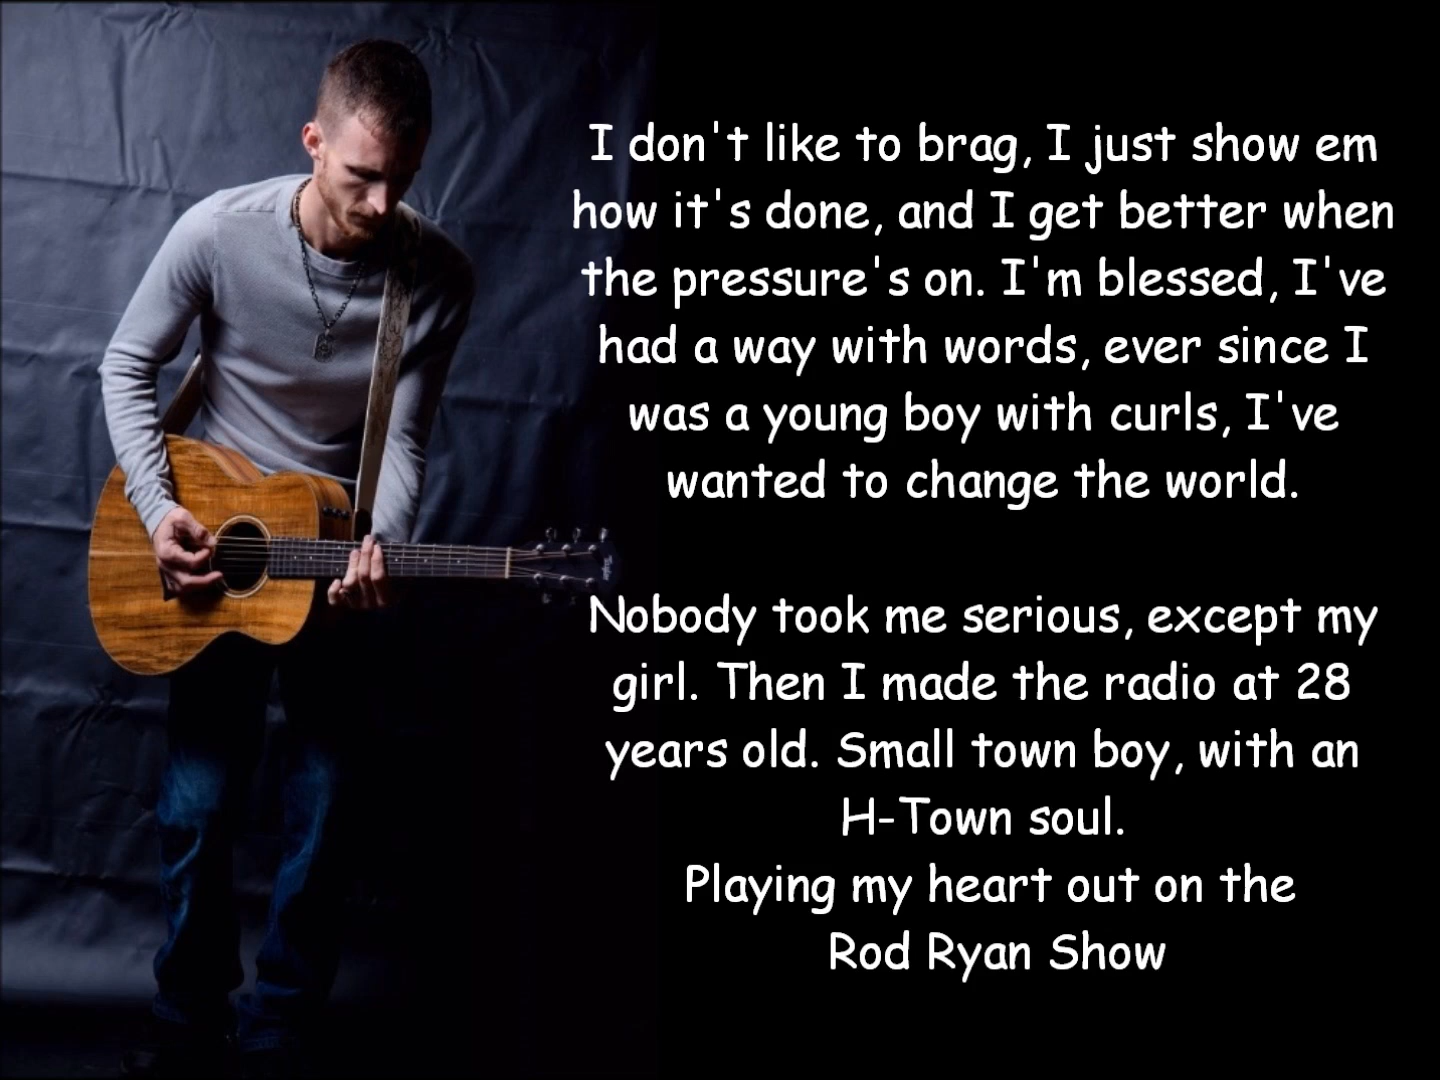 I don't like to brag, I just show em
how it's done, and I get better when
the pressure's on. I'm blessed, I've
had a way with words, ever since I
was a young boy with curls, I've
wanted to change the world.
Nobody took me serious, except my
girl. Then I made the radio at 28
years old. Small town boy, with an
H-Town soul.
Playing my heart out on the
Rod Ryan Show
Taylor